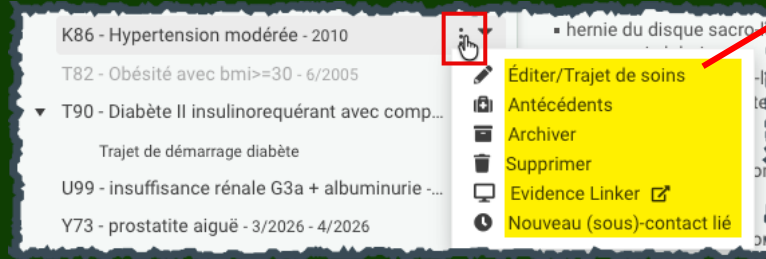 K86 - Hypertension modérée - 2010
T82 - Obésité avec bmi>=30 - 6/2005
T90 - Diabète II insulinorequérant avec comp...
Trajet de démarrage diabète
U99 - insuffisance rénale G3a + albuminurie -...
Y73 - prostatite aiguë - 3/2026 - 4/2026
▪ hernie du disque sacro
Éditer/Trajet de soins
Antécédents
Archiver
Supprimer
Evidence Linker
Nouveau (sous)-contact lié